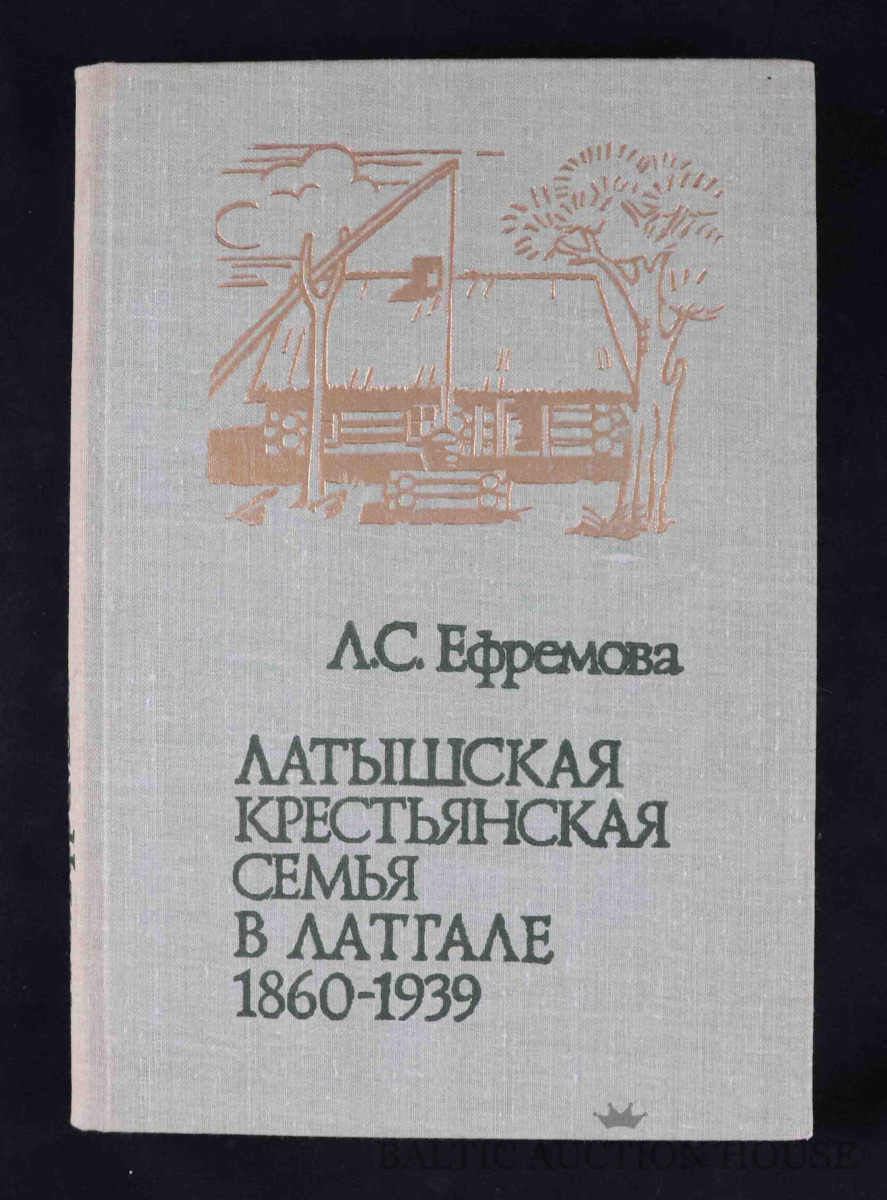 Л.С. Ефремова
ЛАТЫШСКАЯ
КРЕСТЬЯНСКАЯ
СЕМЬЯ
В ЛАТГАЛЕ
1860-1939
BALTIC AUCTION HOUSE